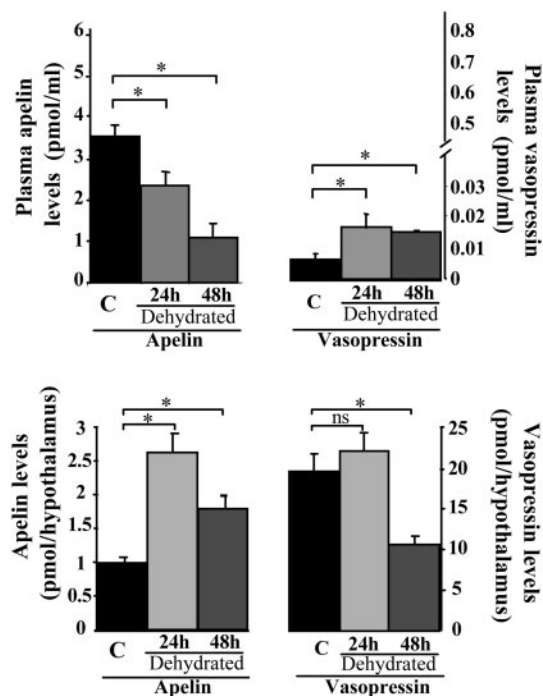 Plasma apelin
levels (pmol/ml)
6
5
4
3
2
1
0
*
*
C
24h
48h
Dehydrated
Apelin
*
*
C
24h
48h
Dehydrated
Vasopressin
0.8
0.7
0.6
0.5
0.03
0.02
0.01
0
Plasma vasopressin
levels (pmol/ml)
Apelin levels
(pmol/hypothalamus)
3
2.5
2
1.5
1
0.5
0
*
*
C
24h
48h
Dehydrated
Apelin
*
ns
C
24h
48h
Dehydrated
Vasopressin
25
20
15
10
5
0
Vasopressin levels
(pmol/hypothalamus)